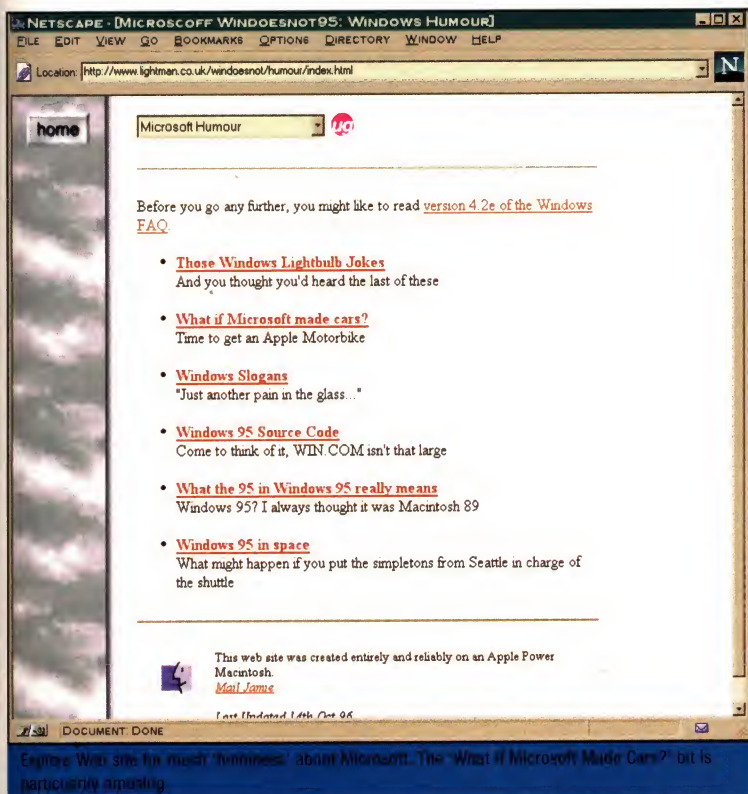 NETSCAPE - [MICROSCOFF WINDOESNOT95: WINDOWS HUMOUR]
FILE EDIT VIEW GO BOOKMARKS OPTIONS DIRECTORY WINDOW HELP
Location: http://www.lightman.co.uk/windoesnot/humour/index.html
N
home
Microsoft Humour
ug
Before you go any further, you might like to read version 4.2e of the Windows
FAQ.
• Those Windows Lightbulb Jokes
And you thought you'd heard the last of these
• What if Microsoft made cars?
Time to get an Apple Motorbike
• Windows Slogans
"Just another pain in the glass..."
• Windows 95 Source Code
Come to think of it, WIN.COM isn't that large
• What the 95 in Windows 95 really means
Windows 95? I always thought it was Macintosh 89
• Windows 95 in space
What might happen if you put the simpletons from Seattle in charge of
the shuttle
This web site was created entirely and reliably on an Apple Power
Macintosh.
Mail Jamie
Last Updated 14th Oct 96
DOCUMENT: DONE
Explore Web site for much 'funniness' about Microsoft. The 'What if Microsoft Made Cars?' bit is
particularly amusing